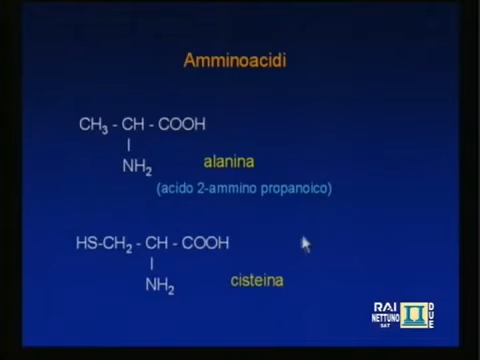 Amminoacidi
CH3 - CH - COOH
NH2
alanina
(acido 2-ammino propanoico)
HS-CH2 - CH - COOH
NH2
cisteina
RAI
NETTUNO
SAT
DUE